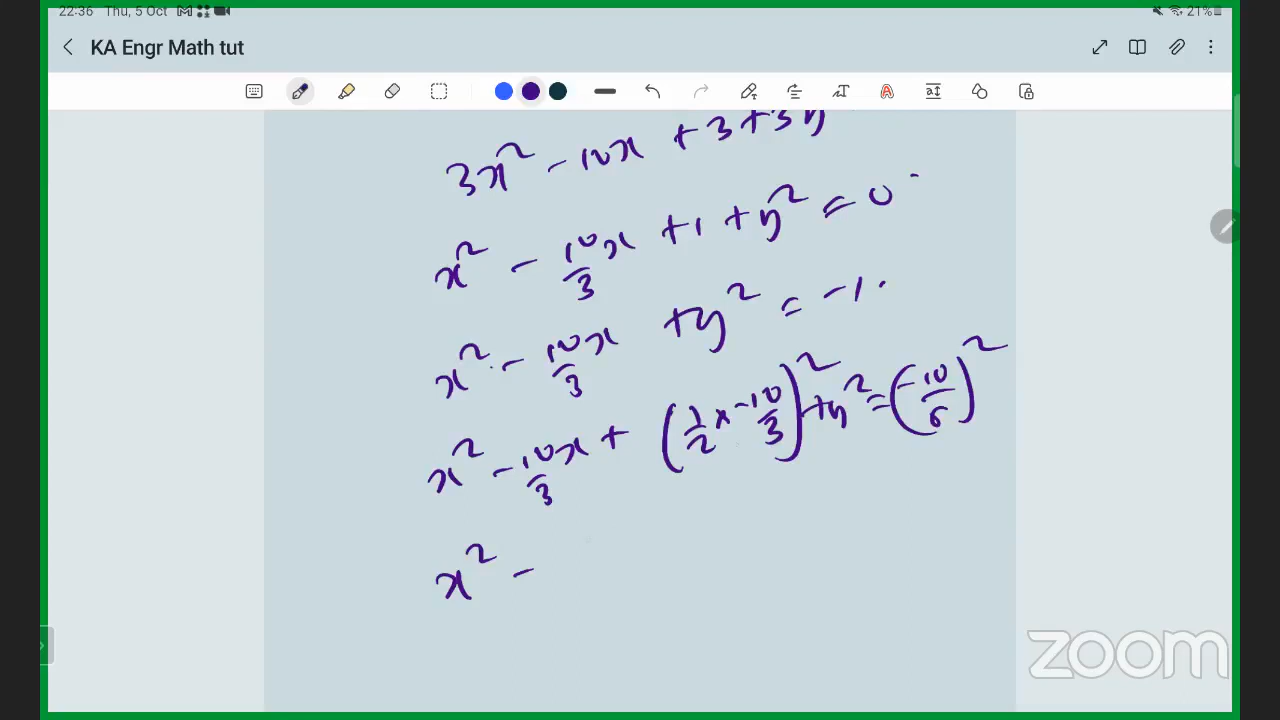 22:36 Thu, 5 Oct 21%
KA Engr Math tut
3x² - 10x + 3 + 3y
x² - 10/3 x + 1 + y² = 0
x² - 10/3 x + y² = -1
x² - 10/3 x + (1/2 x -10/3)² + y² = (-10/6)²
x² -
zoom